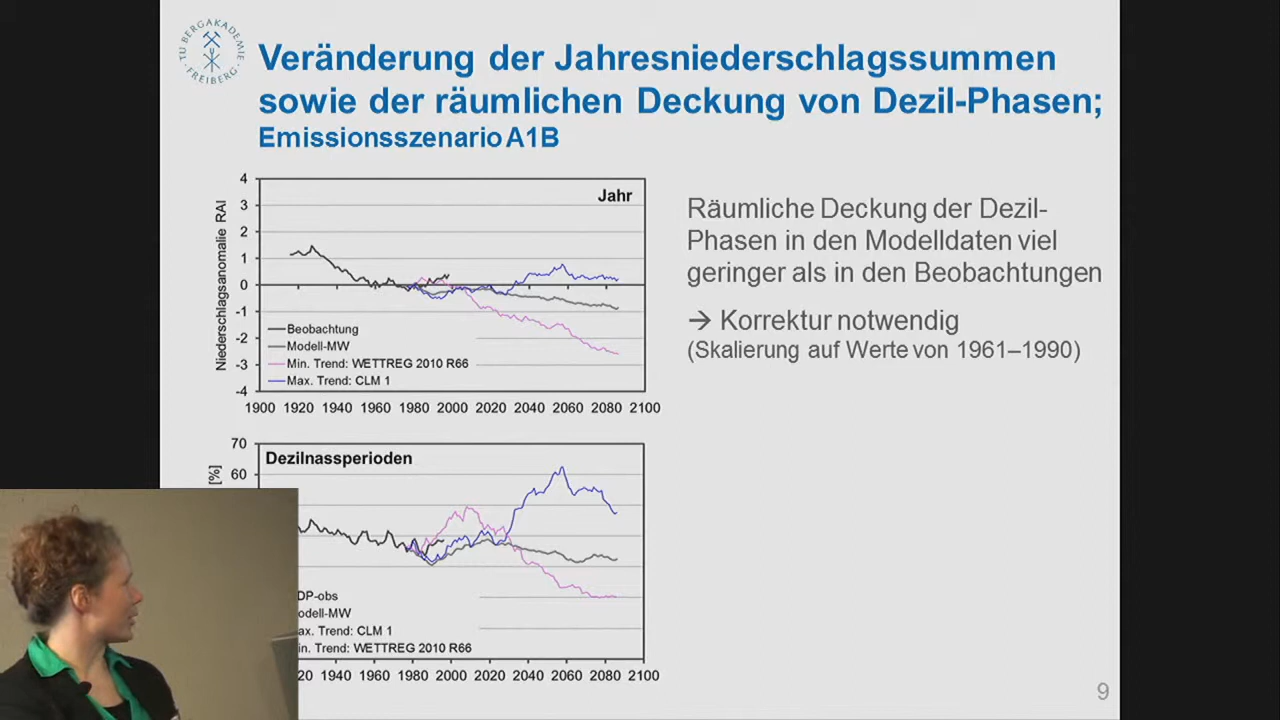 TU BERGAKADEMIE
FREIBERG
Veränderung der Jahresniederschlagssummen
sowie der räumlichen Deckung von Dezil-Phasen;
Emissionsszenario A1B
Jahr
Niederschlagsanomalie RAI
4
3
2
1
0
-1
-2
-3
-4
Beobachtung
Modell-MW
Min. Trend: WETTREG 2010 R66
Max. Trend: CLM 1
1900 1920 1940 1960 1980 2000 2020 2040 2060 2080 2100
Räumliche Deckung der Dezil-
Phasen in den Modelldaten viel
geringer als in den Beobachtungen
→ Korrektur notwendig
(Skalierung auf Werte von 1961–1990)
Dezilnassperioden
[%]
70
60
DP-obs
odell-MW
ax. Trend: CLM 1
in. Trend: WETTREG 2010 R66
20 1940 1960 1980 2000 2020 2040 2060 2080 2100
9